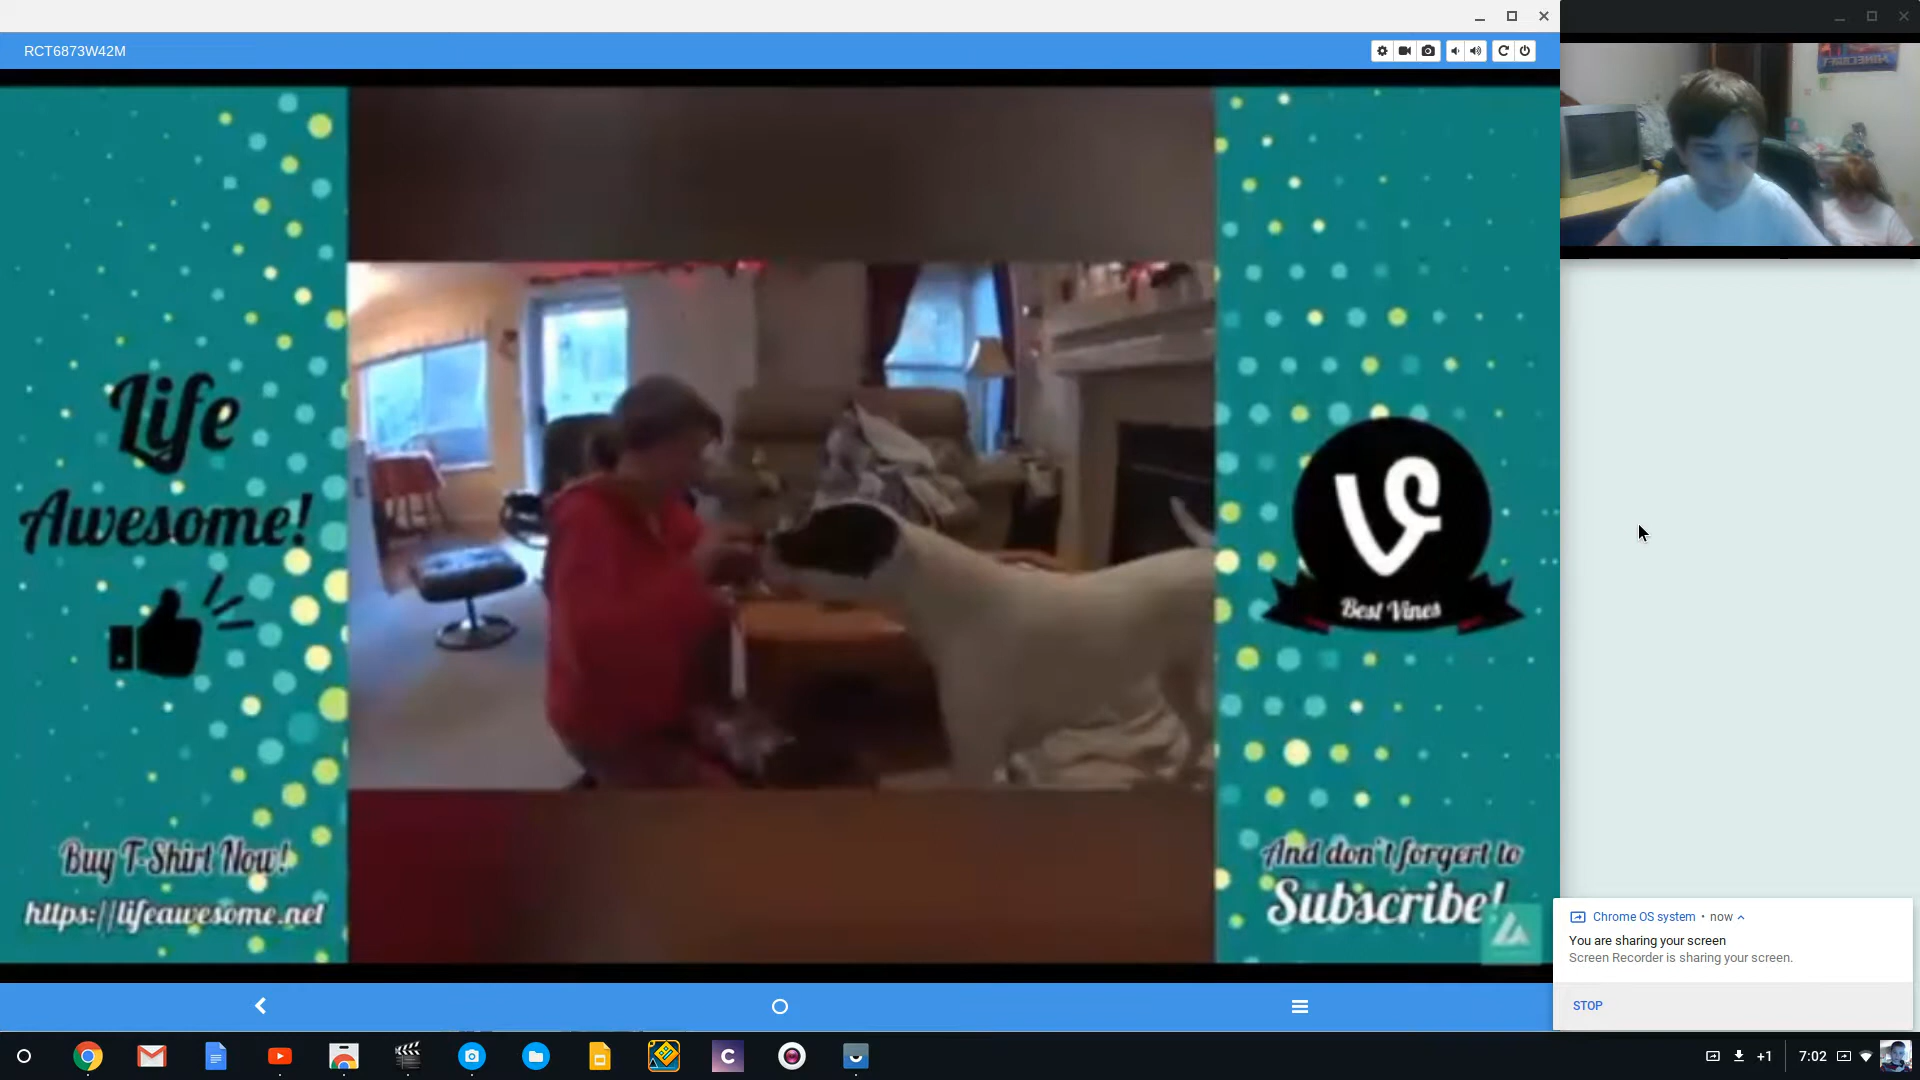 RCT6873W42M
Life
Awesome!
Buy T-Shirt Now!
https://lifeawesome.net
Best Vines
And don't forgert to
Subscribe!
MINECRAFT
Chrome OS system • now
You are sharing your screen
Screen Recorder is sharing your screen.
STOP
+1
7:02